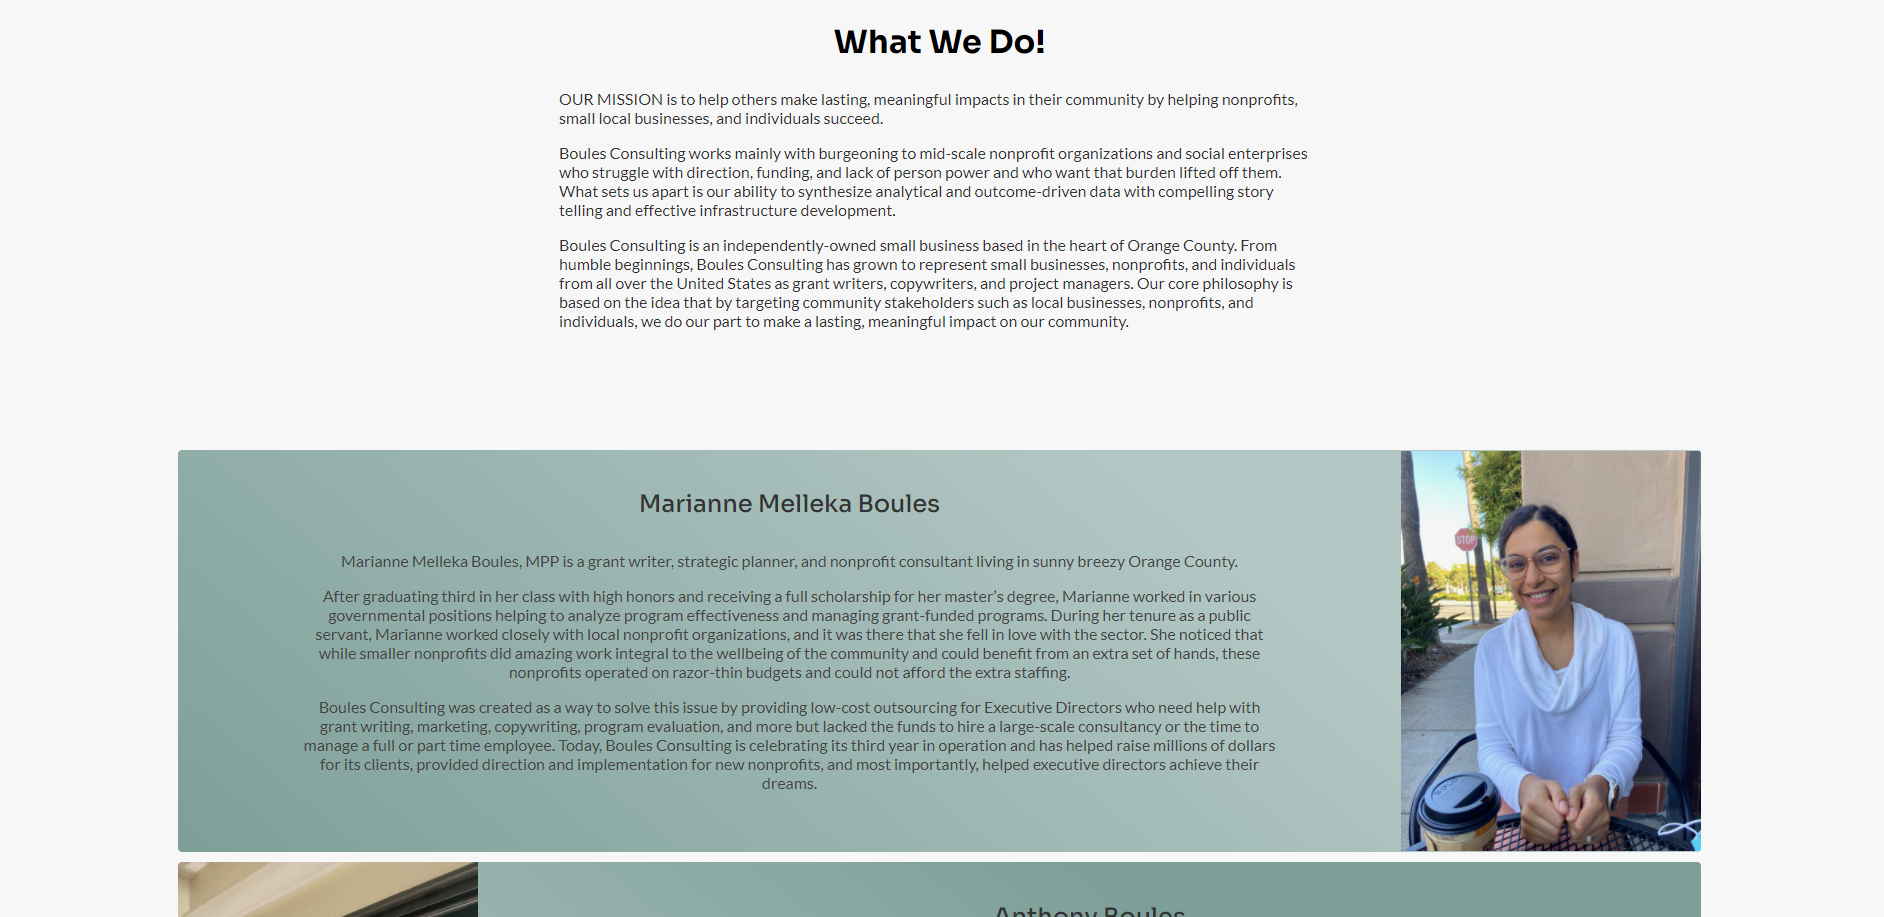 What We Do!
OUR MISSION is to help others make lasting, meaningful impacts in their community by helping nonprofits,
small local businesses, and individuals succeed.
Boules Consulting works mainly with burgeoning to mid-scale nonprofit organizations and social enterprises
who struggle with direction, funding, and lack of person power and who want that burden lifted off them.
What sets us apart is our ability to synthesize analytical and outcome-driven data with compelling story
telling and effective infrastructure development.
Boules Consulting is an independently-owned small business based in the heart of Orange County. From
humble beginnings, Boules Consulting has grown to represent small businesses, nonprofits, and individuals
from all over the United States as grant writers, copywriters, and project managers. Our core philosophy is
based on the idea that by targeting community stakeholders such as local businesses, nonprofits, and
individuals, we do our part to make a lasting, meaningful impact on our community.
Marianne Melleka Boules
Marianne Melleka Boules, MPP is a grant writer, strategic planner, and nonprofit consultant living in sunny breezy Orange County.
After graduating third in her class with high honors and receiving a full scholarship for her master’s degree, Marianne worked in various
governmental positions helping to analyze program effectiveness and managing grant-funded programs. During her tenure as a public
servant, Marianne worked closely with local nonprofit organizations, and it was there that she fell in love with the sector. She noticed that
while smaller nonprofits did amazing work integral to the wellbeing of the community and could benefit from an extra set of hands, these
nonprofits operated on razor-thin budgets and could not afford the extra staffing.
Boules Consulting was created as a way to solve this issue by providing low-cost outsourcing for Executive Directors who need help with
grant writing, marketing, copywriting, program evaluation, and more but lacked the funds to hire a large-scale consultancy or the time to
manage a full or part time employee. Today, Boules Consulting is celebrating its third year in operation and has helped raise millions of dollars
for its clients, provided direction and implementation for new nonprofits, and most importantly, helped executive directors achieve their
dreams.
STOP
Anthony Boules